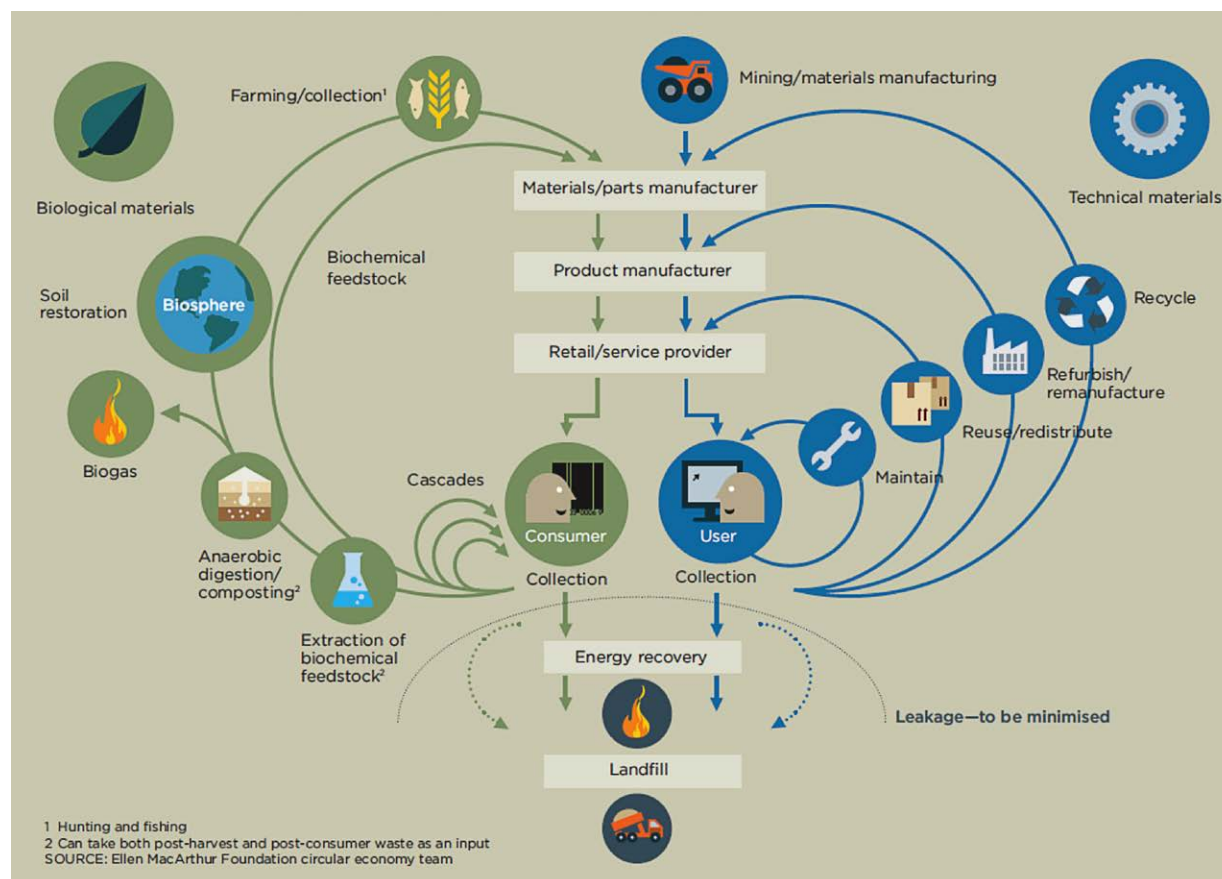 Farming/collection¹
Mining/materials manufacturing
Biological materials
Materials/parts manufacturer
Technical materials
Biochemical
feedstock
Product manufacturer
Soil
restoration
Biosphere
Recycle
Retail/service provider
Refurbish/
remanufacture
Reuse/redistribute
Biogas
Cascades
Maintain
Consumer
User
Anaerobic
digestion/
composting²
Collection
Collection
Extraction of
biochemical
feedstock²
Energy recovery
Leakage—to be minimised
Landfill
1 Hunting and fishing
2 Can take both post-harvest and post-consumer waste as an input
SOURCE: Ellen MacArthur Foundation circular economy team